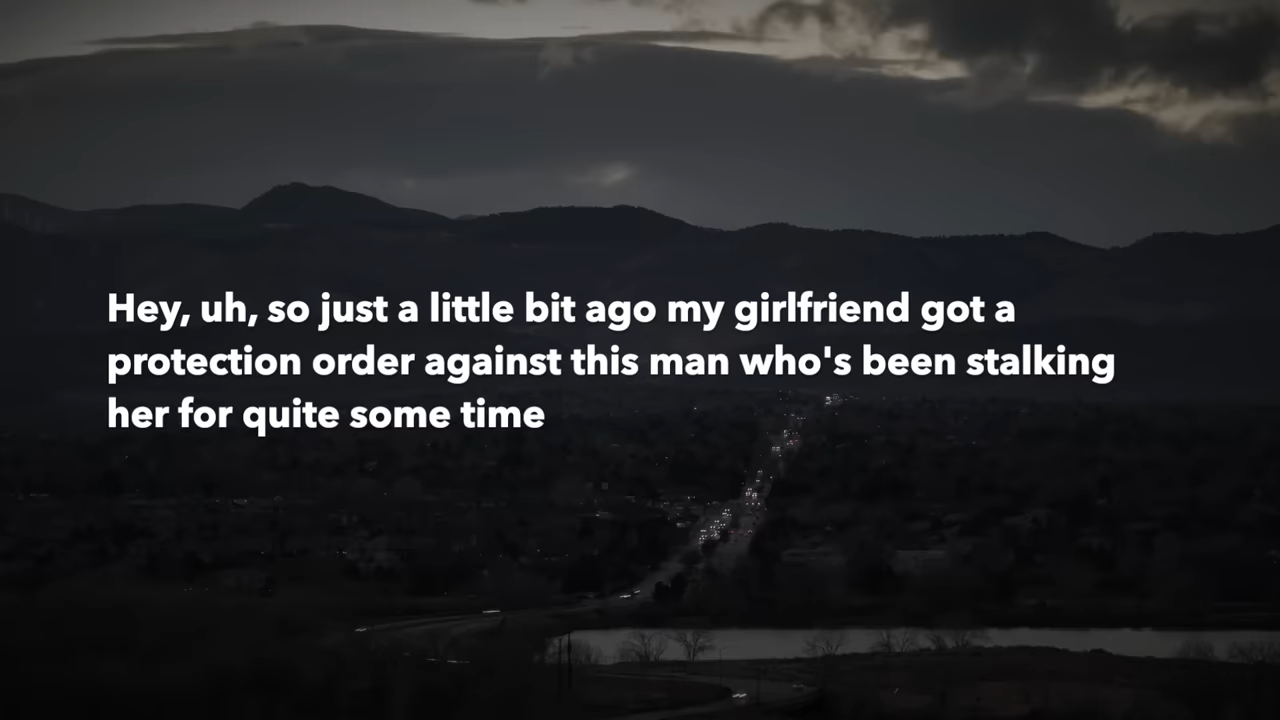 Hey, uh, so just a little bit ago my girlfriend got a
protection order against this man who's been stalking
her for quite some time